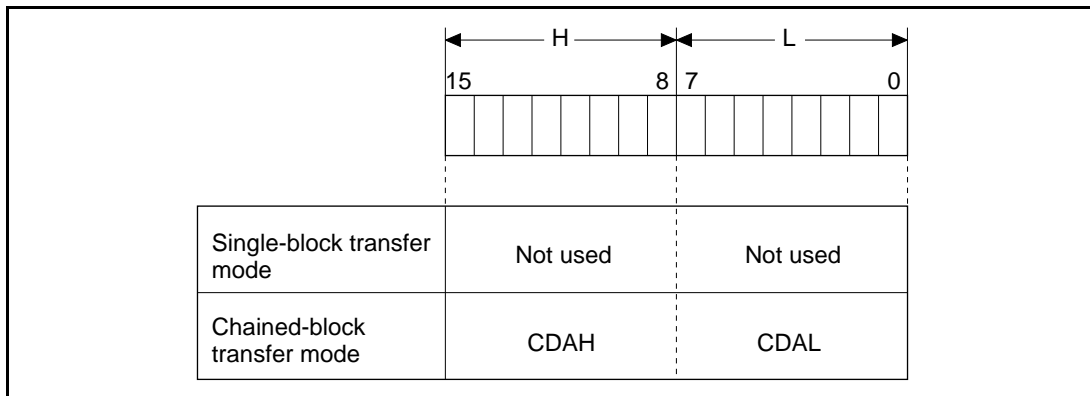 H L
15 8 7 0
Single-block transfer
mode
Not used Not used
Chained-block
transfer mode
CDAH CDAL